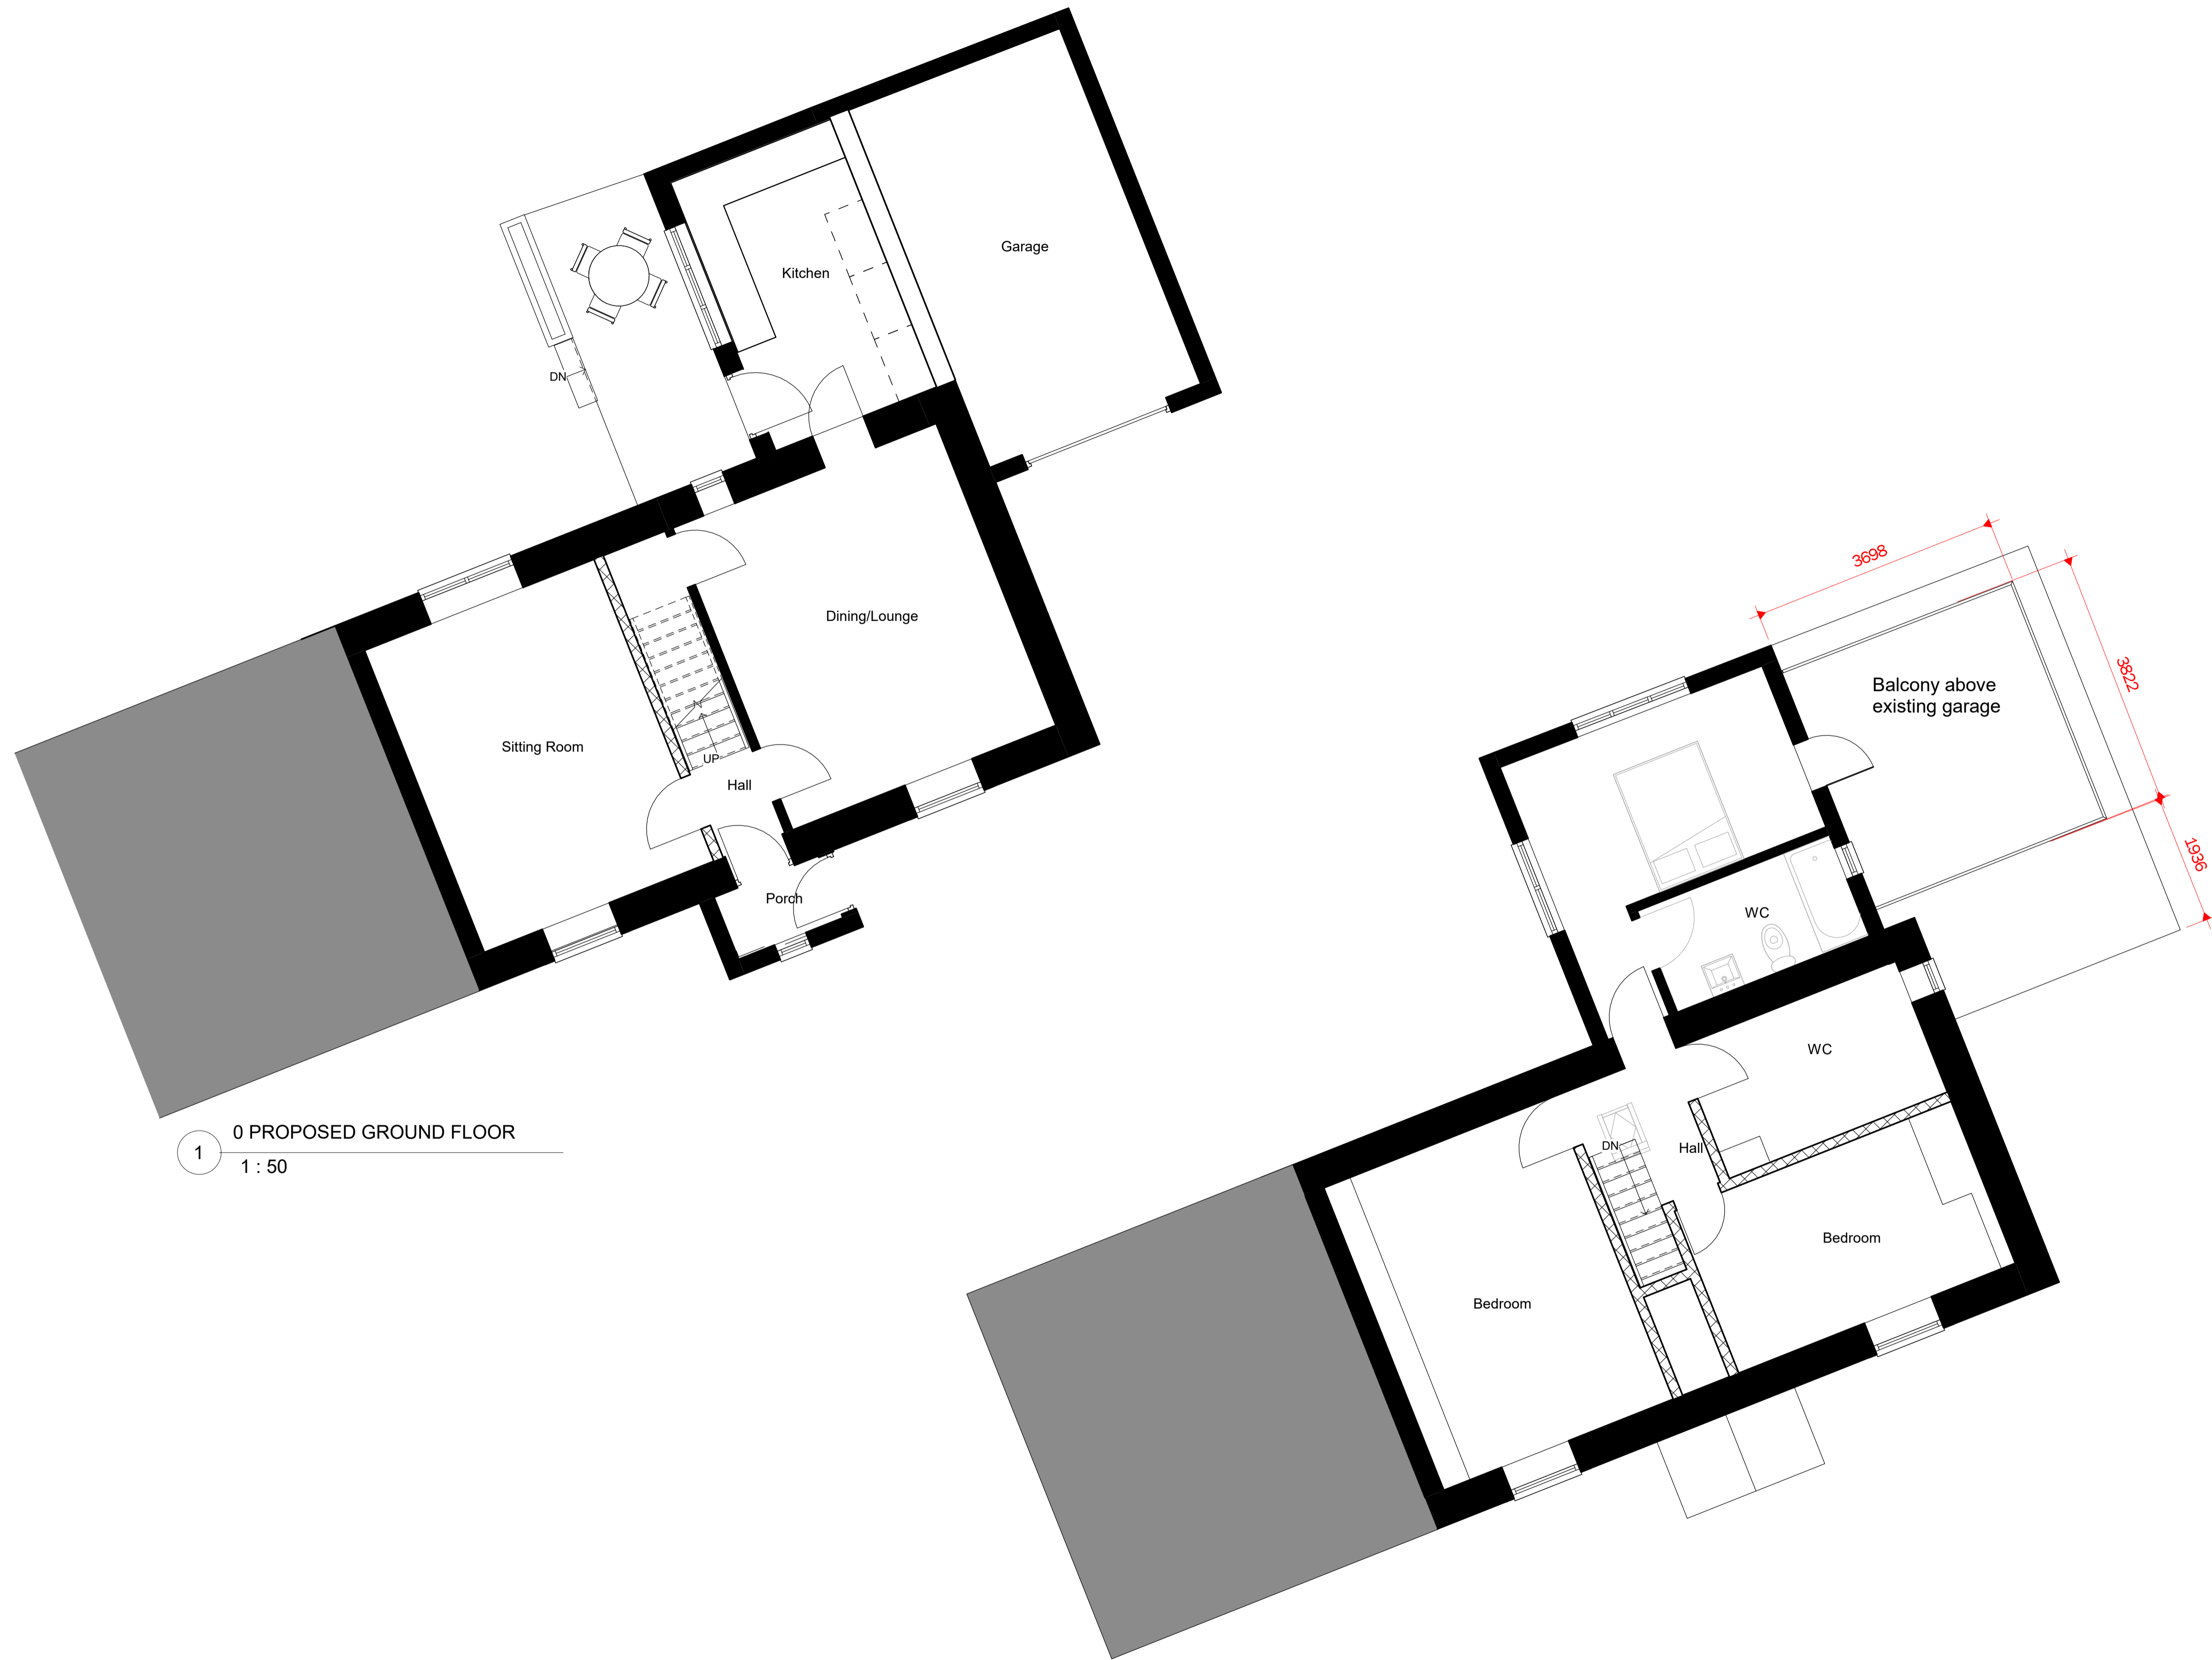 Garage
Kitchen
DN
Dining/Lounge
Sitting Room
UP
Hall
Porch
1
0 PROPOSED GROUND FLOOR
1 : 50
3698
3822
1936
Balcony above
existing garage
WC
WC
DN
Hall
Bedroom
Bedroom